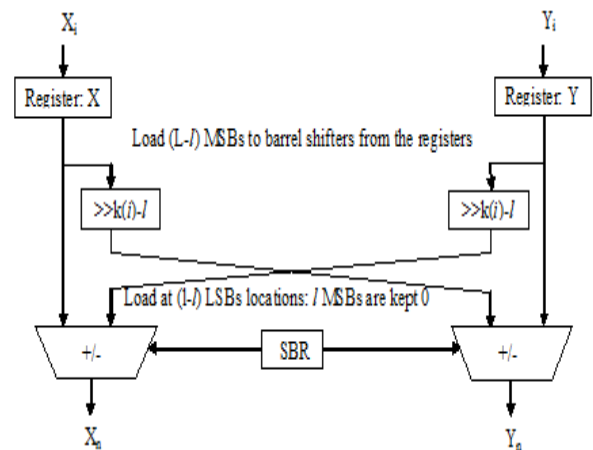 Xi
Yi
Register: X
Register: Y
Load (L-l) MSBs to barrel shifters from the registers
>>k(i)-l
>>k(i)-l
Load at (l-l) LSBs locations: l MSBs are kept 0
+/-
SBR
+/-
Xn
Yn